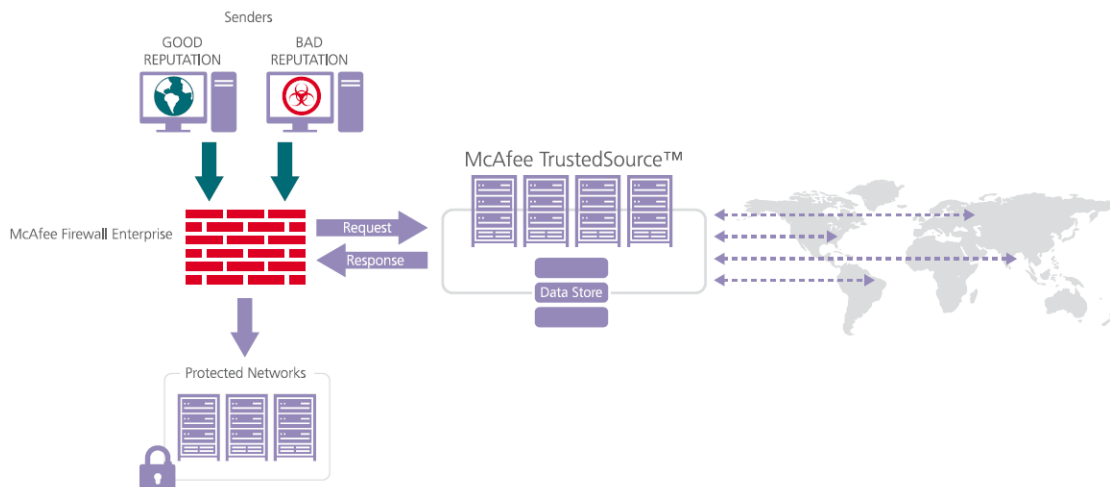 Senders
GOOD
REPUTATION
BAD
REPUTATION
McAfee TrustedSource™
McAfee Firewall Enterprise
Request
Response
Data Store
Protected Networks